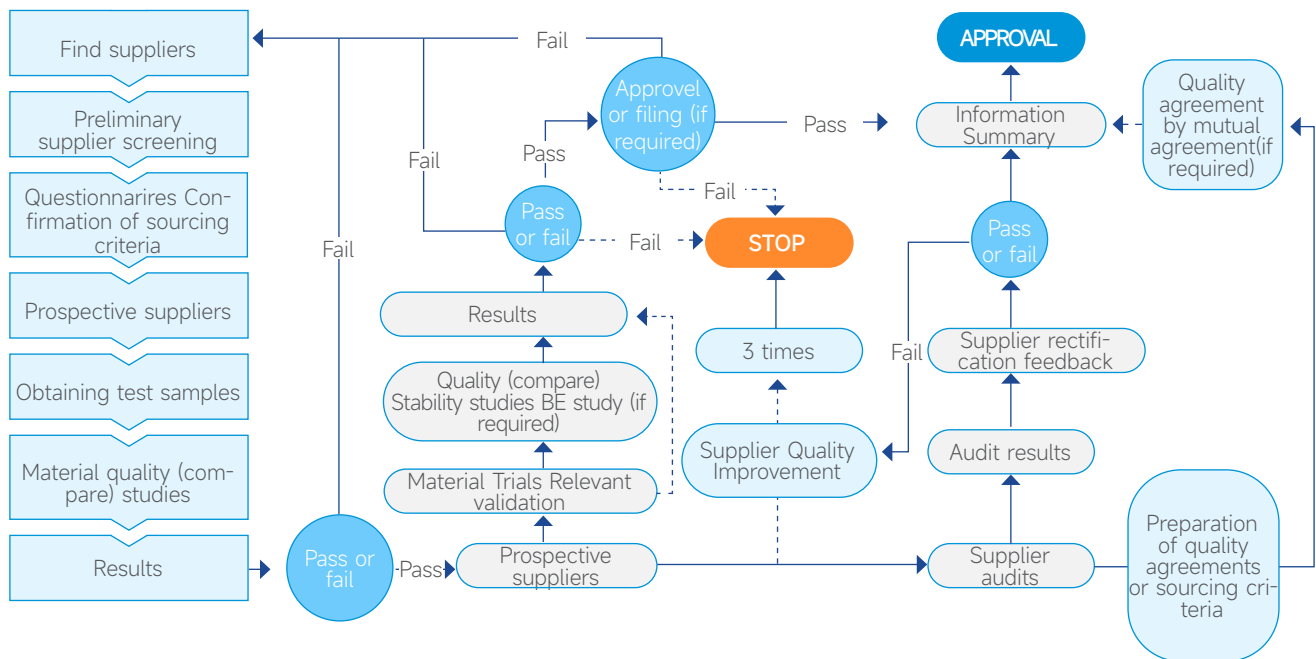 Find suppliers
Preliminary
supplier screening
Questionnarires Con-
firmation of sourcing
criteria
Prospective suppliers
Obtaining test samples
Material quality (com-
pare) studies
Results
Pass or
fail
Fail
Pass
Prospective
suppliers
Material Trials Relevant
validation
Quality (compare)
Stability studies BE study (if
required)
Results
Pass
or fail
Fail
Pass
Fail
Approvel
or filing (if
required)
Fail
Fail
Pass
STOP
3 times
Supplier Quality
Improvement
Fail
Supplier
audits
Audit results
Supplier rectifi-
cation feedback
Pass
or fail
Information
Summary
APPROVAL
Quality
agreement
by mutual
agreement(if
required)
Preparation
of quality
agreements
or sourcing cri-
teria